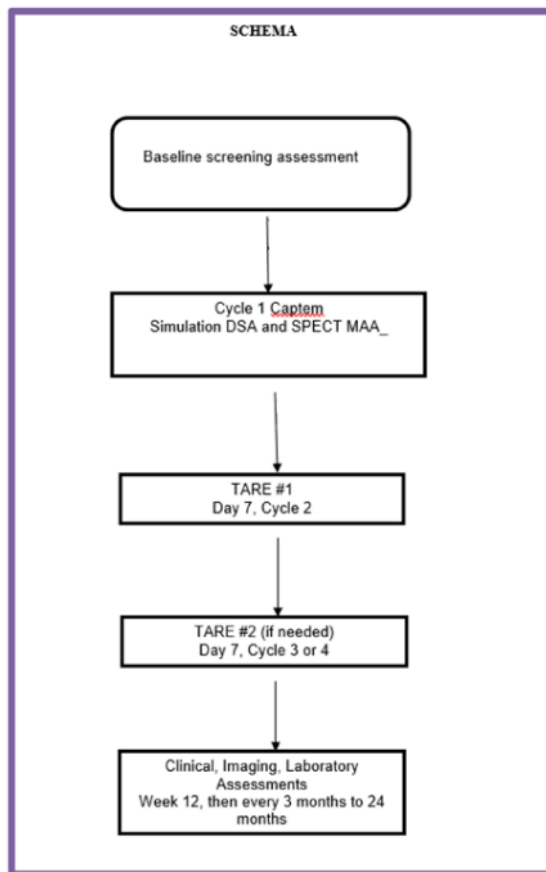 SCHEMA
Baseline screening assessment
Cycle 1 Captem
Simulation DSA and SPECT MAA_
TARE #1
Day 7, Cycle 2
TARE #2 (if needed)
Day 7, Cycle 3 or 4
Clinical, Imaging, Laboratory
Assessments
Week 12, then every 3 months to 24
months